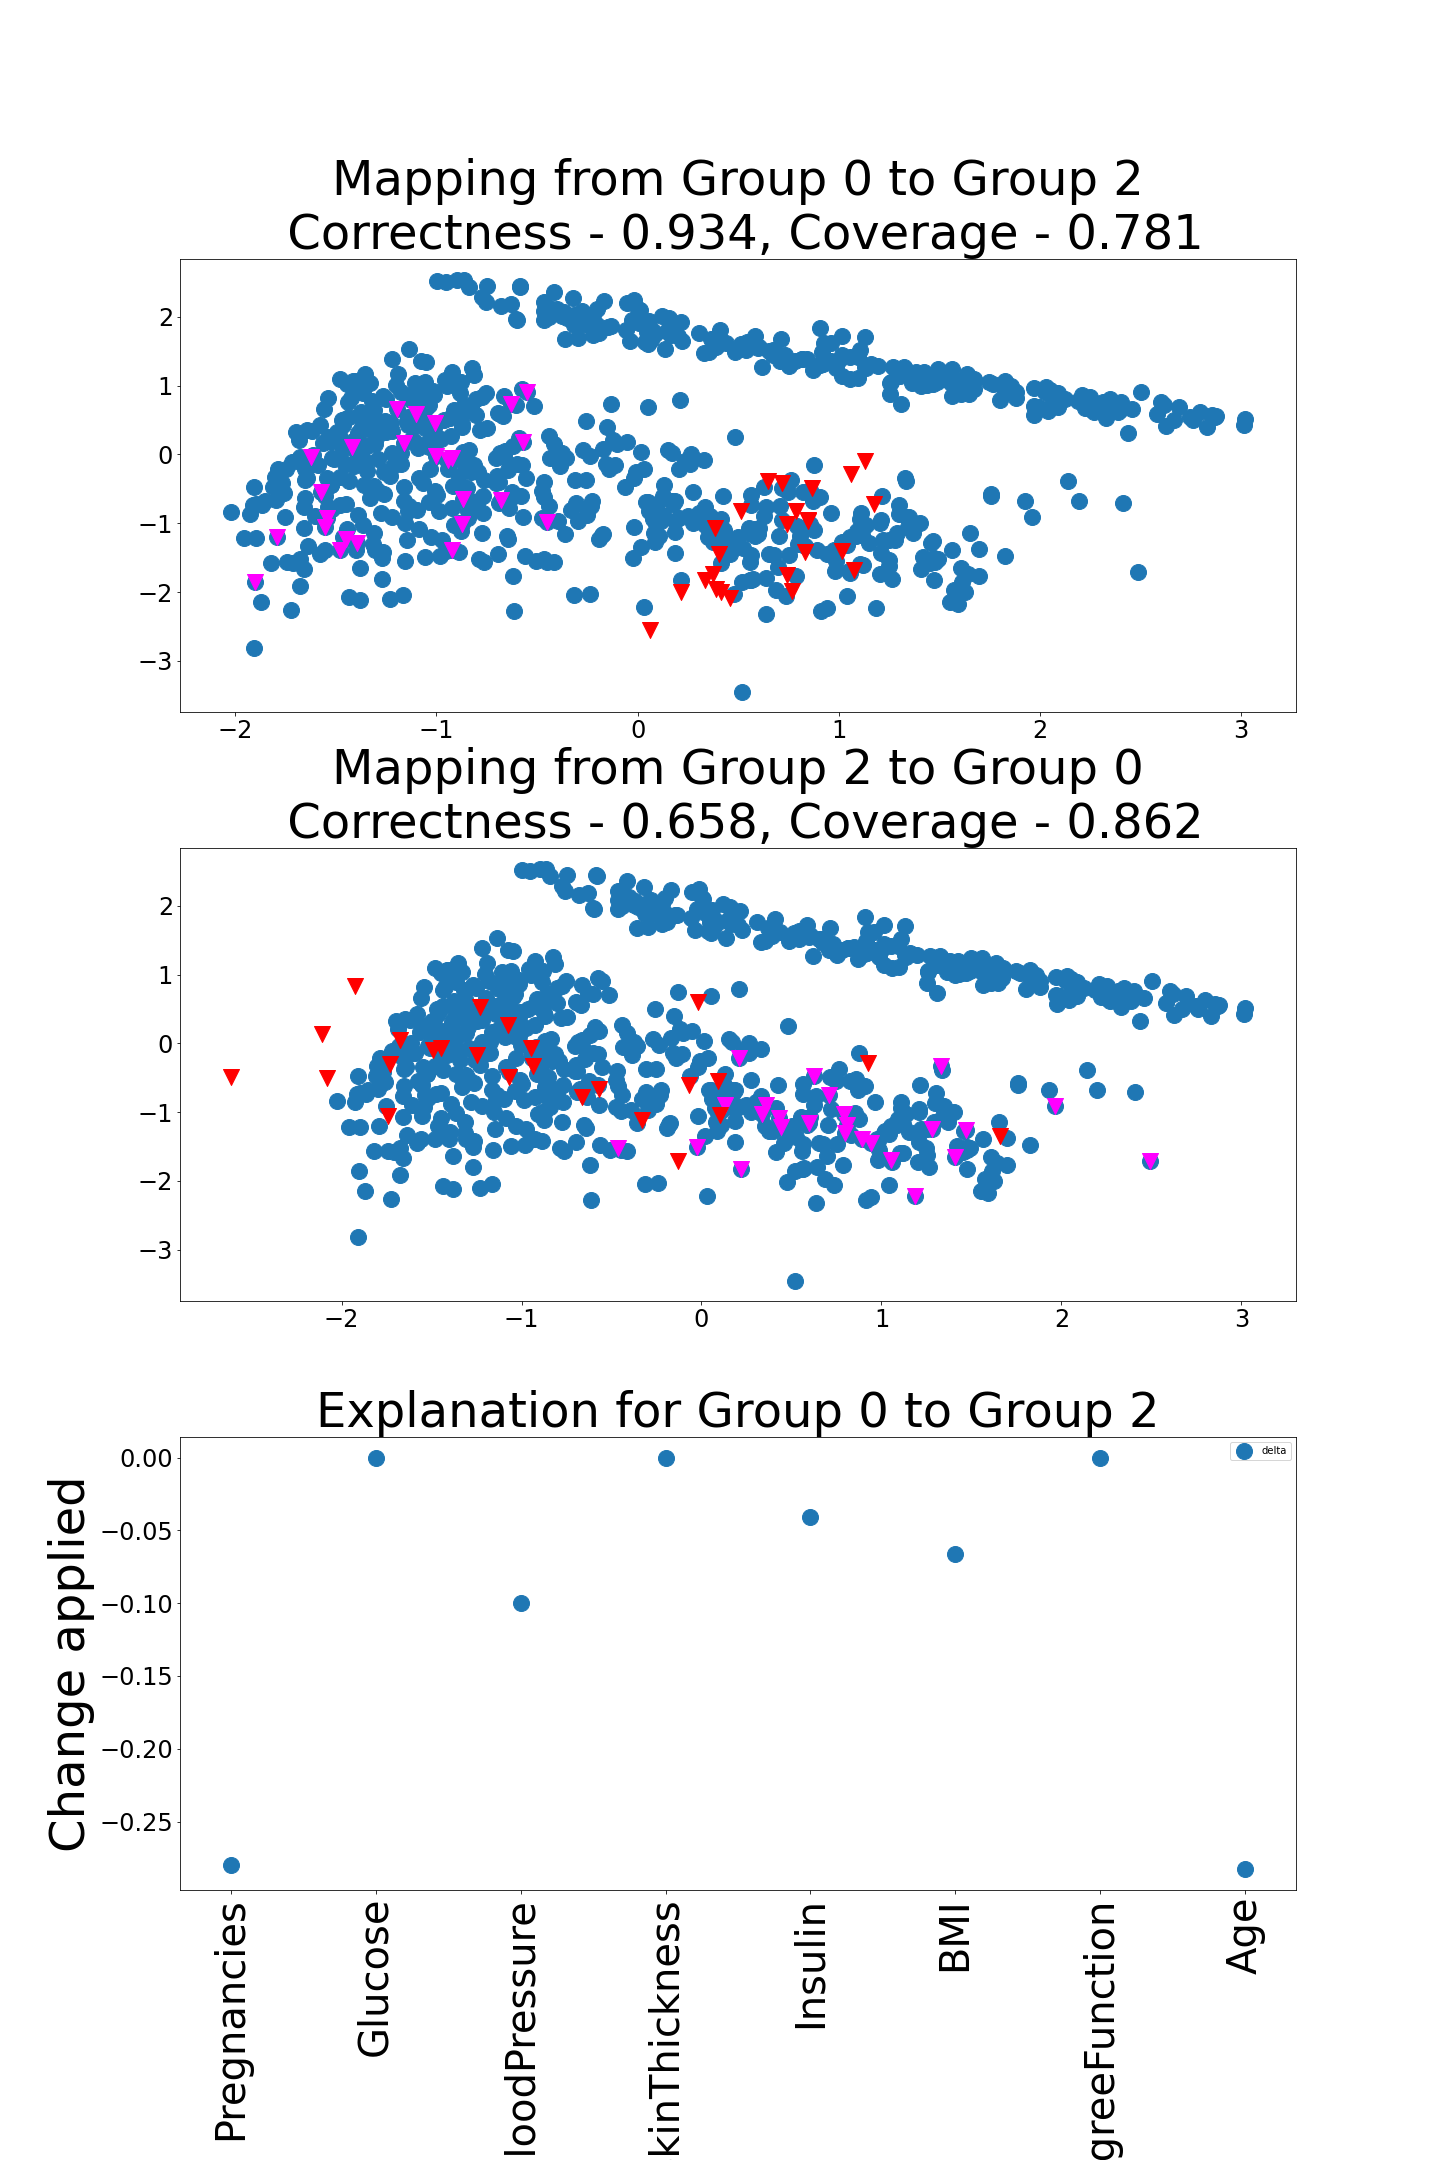 Mapping from Group 0 to Group 2
Correctness - 0.934, Coverage - 0.781
2
1
0
−1
−2
−3
−2 −1 0 1 2 3
Mapping from Group 2 to Group 0
Correctness - 0.658, Coverage - 0.862
2
1
0
−1
−2
−3
−2 −1 0 1 2 3
Explanation for Group 0 to Group 2
delta
Change applied
0.00
−0.05
−0.10
−0.15
−0.20
−0.25
Pregnancies
Glucose
loodPressure
kinThickness
Insulin
BMI
greeFunction
Age